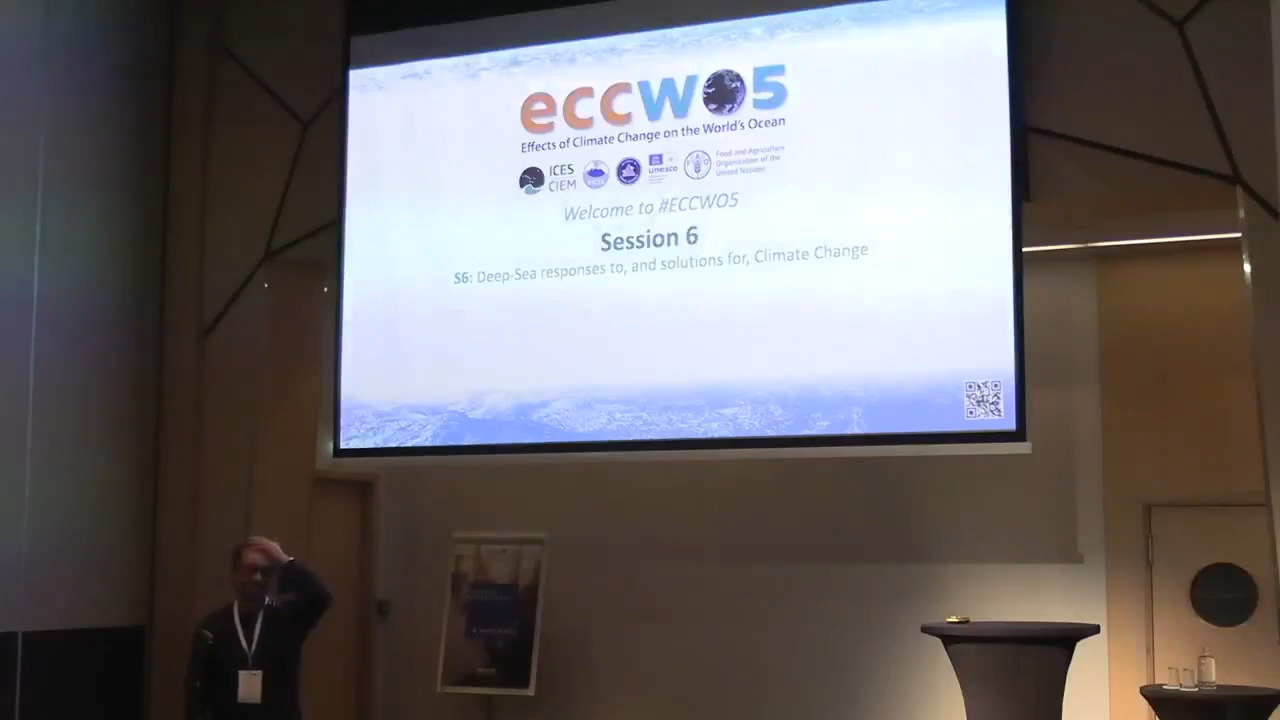 eccwo5
Effects of Climate Change on the World's Ocean
ICES
CIEM
unesco
Food and Agriculture
Organization of the
United Nations
Welcome to #ECCWO5
Session 6
S6: Deep-Sea responses to, and solutions for, Climate Change